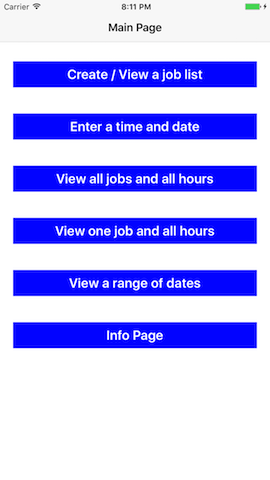 Carrier 8:11 PM
Main Page
Create / View a job list
Enter a time and date
View all jobs and all hours
View one job and all hours
View a range of dates
Info Page